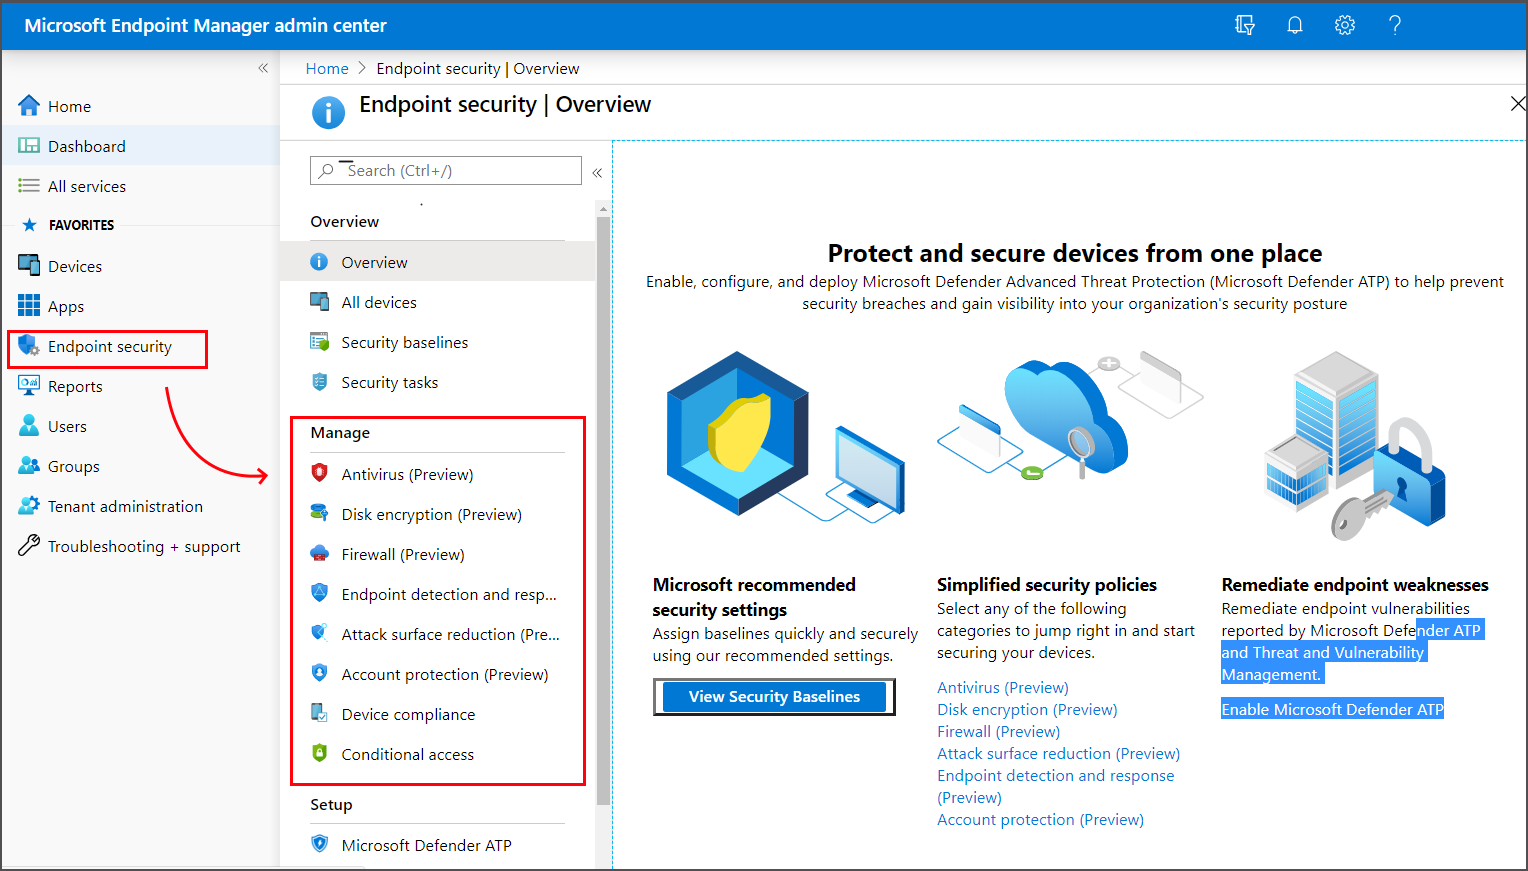 Microsoft Endpoint Manager admin center
Home
Dashboard
All services
FAVORITES
Devices
Apps
Endpoint security
Reports
Users
Groups
Tenant administration
Troubleshooting + support
Home > Endpoint security | Overview
Endpoint security | Overview
Search (Ctrl+/)
Overview
Overview
All devices
Security baselines
Security tasks
Manage
Antivirus (Preview)
Disk encryption (Preview)
Firewall (Preview)
Endpoint detection and resp...
Attack surface reduction (Pre...
Account protection (Preview)
Device compliance
Conditional access
Setup
Microsoft Defender ATP
Protect and secure devices from one place
Enable, configure, and deploy Microsoft Defender Advanced Threat Protection (Microsoft Defender ATP) to help prevent
security breaches and gain visibility into your organization's security posture
Microsoft recommended
security settings
Assign baselines quickly and securely
using our recommended settings.
View Security Baselines
Simplified security policies
Select any of the following
categories to jump right in and start
securing your devices.
Antivirus (Preview)
Disk encryption (Preview)
Firewall (Preview)
Attack surface reduction (Preview)
Endpoint detection and response
(Preview)
Account protection (Preview)
Remediate endpoint weaknesses
Remediate endpoint vulnerabilities
reported by Microsoft Defender ATP
and Threat and Vulnerability
Management.
Enable Microsoft Defender ATP